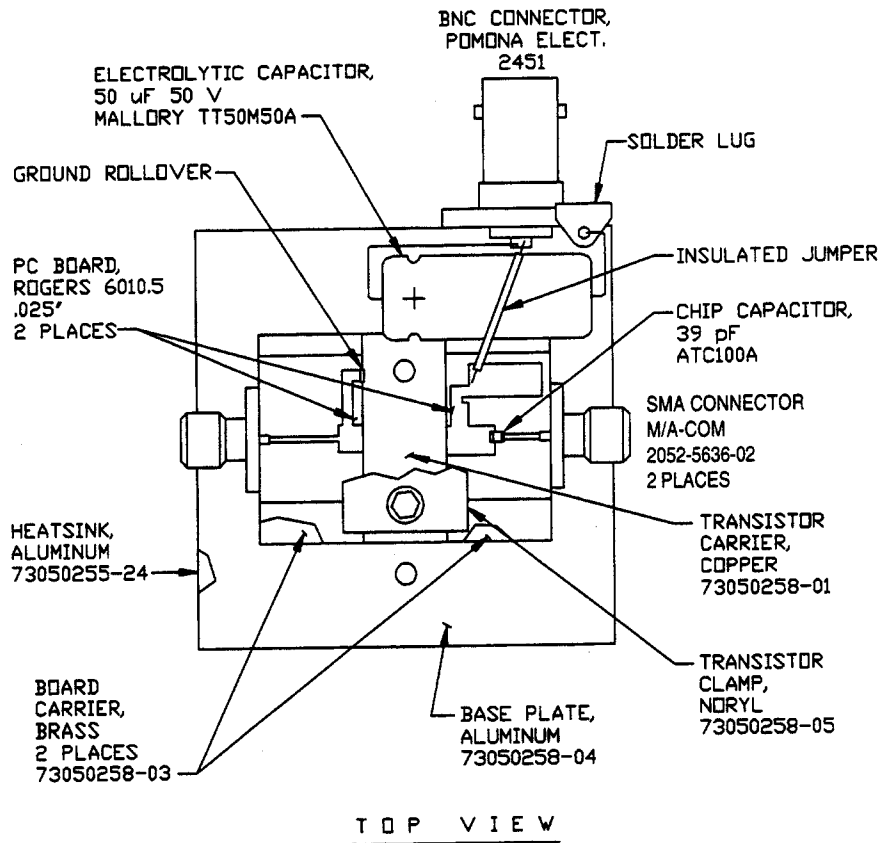 BNC CONNECTOR,
POMONA ELECT.
2451
ELECTROLYTIC CAPACITOR,
50 uF 50 V
MALLORY TT50M50A
SOLDER LUG
GROUND ROLLOVER
INSULATED JUMPER
PC BOARD,
ROGERS 6010.5
.025"
2 PLACES
CHIP CAPACITOR,
39 pF
ATC100A
SMA CONNECTOR
M/A-COM
2052-5636-02
2 PLACES
HEATSINK,
ALUMINUM
73050255-24
TRANSISTOR
CARRIER,
COPPER
73050258-01
BOARD
CARRIER,
BRASS
2 PLACES
73050258-03
BASE PLATE,
ALUMINUM
73050258-04
TRANSISTOR
CLAMP,
NORYL
73050258-05
TOP VIEW